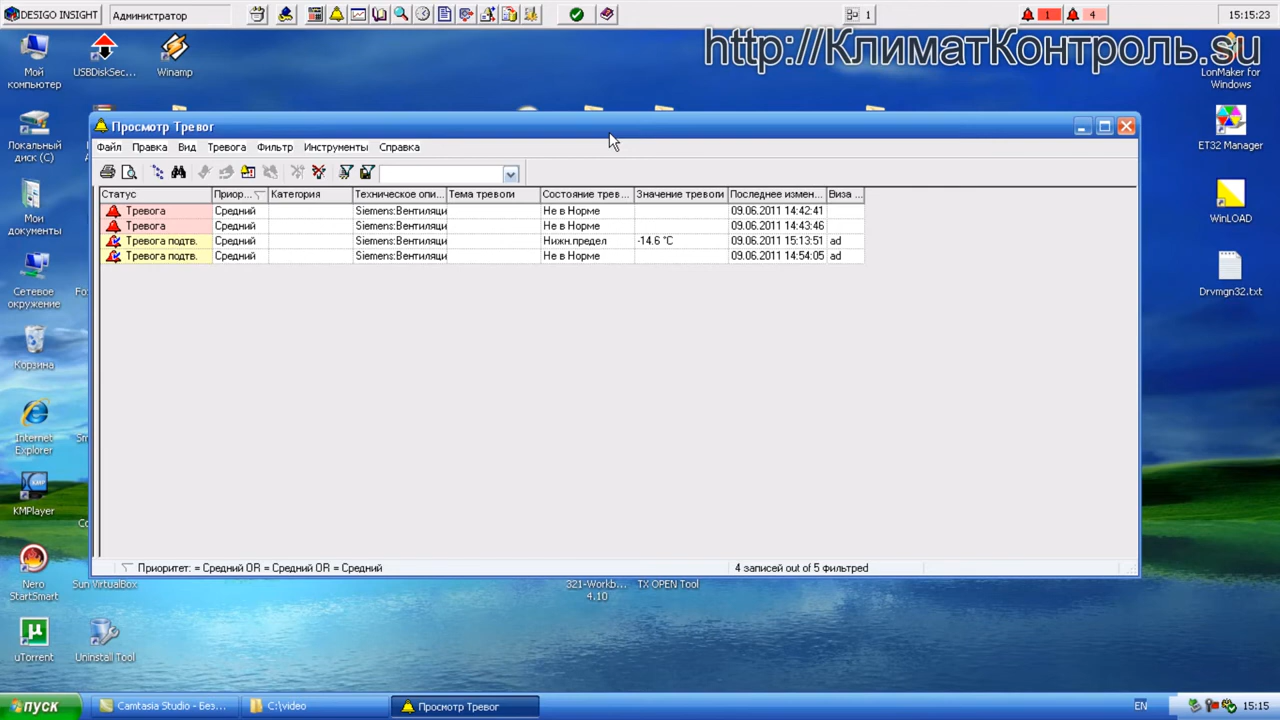 DESIGO INSIGHT Администратор 1 1 4 15:15:23
http://КлиматКонтроль.su
Мой компьютер
USBDiskSec...
Winamp
LonMaker for Windows
Просмотр Тревог
Файл Правка Вид Тревога Фильтр Инструменты Справка
Локальный диск (C)
ET32 Manager
Статус Приор... Категория Техническое опи... Тема тревоги Состояние трев... Значение тревоги Последнее измен... Виза ...
Тревога Средний Siemens:Вентиляци Не в Норме 09.06.2011 14:42:41
Тревога Средний Siemens:Вентиляци Не в Норме 09.06.2011 14:43:46
Тревога подтв. Средний Siemens:Вентиляци Нижн.предел -14.6 °C 09.06.2011 15:13:51 ad
Тревога подтв. Средний Siemens:Вентиляци Не в Норме 09.06.2011 14:54:05 ad
Мои документы
WinLOAD
Сетевое окружение
Fo
Drvmgn32.txt
Корзина
Internet Explorer
Sm
KMPlayer
Co
Приоритет: = Средний OR = Средний OR = Средний 4 записей out of 5 фильтред
Nero StartSmart
Sun VirtualBox
321-Workb... 4.10
TX OPEN Tool
uTorrent
Uninstall Tool
пуск Camtasia Studio - Без... C:\video Просмотр Тревог EN 15:15